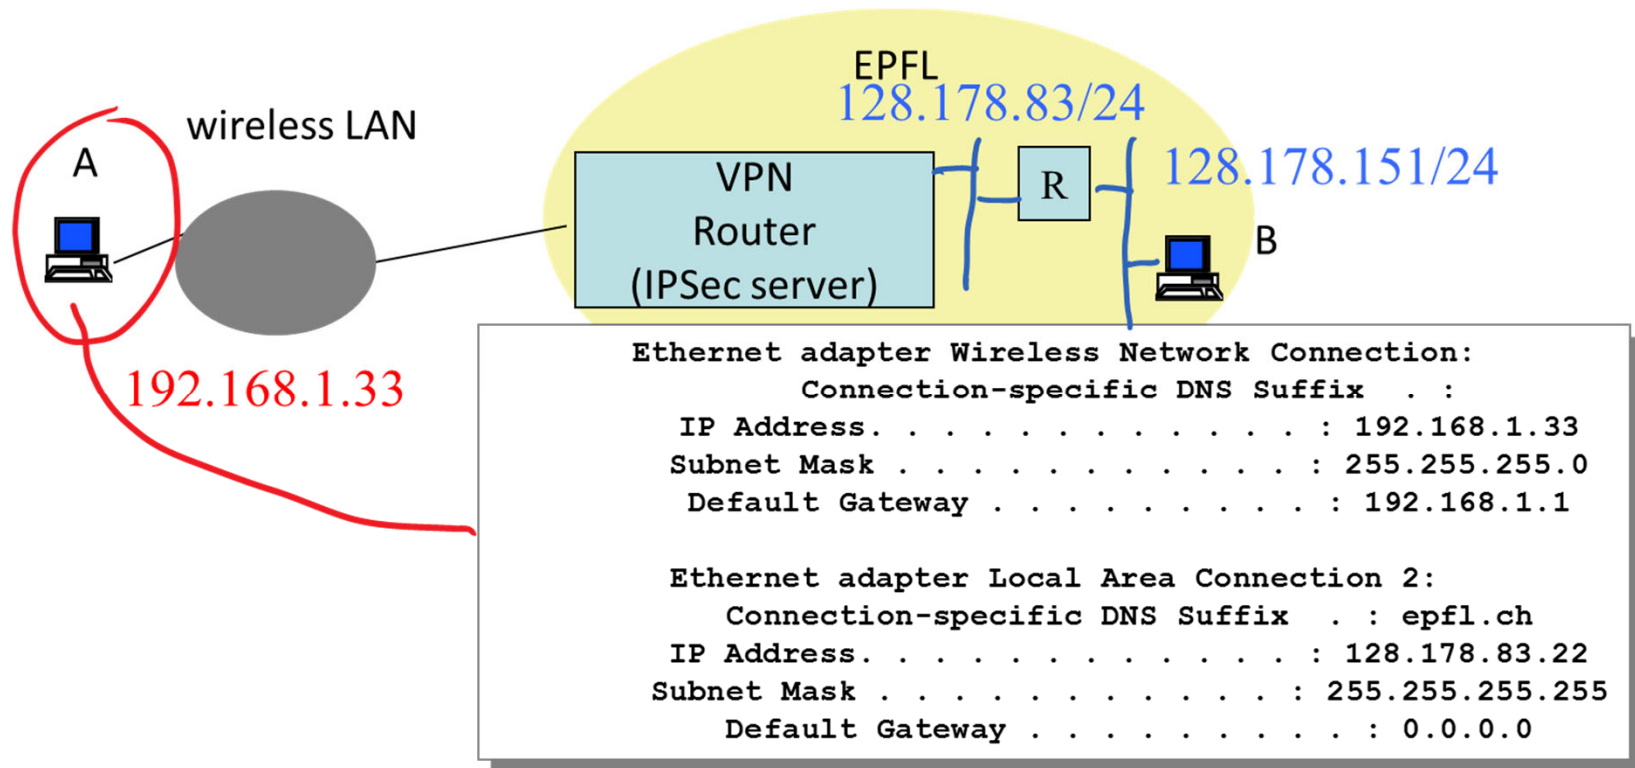 EPFL
128.178.83/24
wireless LAN
A
VPN
Router
(IPSec server)
R
128.178.151/24
B
192.168.1.33
Ethernet adapter Wireless Network Connection:
Connection-specific DNS Suffix . :
IP Address. . . . . . . . . . . . . : 192.168.1.33
Subnet Mask . . . . . . . . . . . . : 255.255.255.0
Default Gateway . . . . . . . . . . : 192.168.1.1
Ethernet adapter Local Area Connection 2:
Connection-specific DNS Suffix . : epfl.ch
IP Address. . . . . . . . . . . . . : 128.178.83.22
Subnet Mask . . . . . . . . . . . . : 255.255.255.255
Default Gateway . . . . . . . . . . : 0.0.0.0